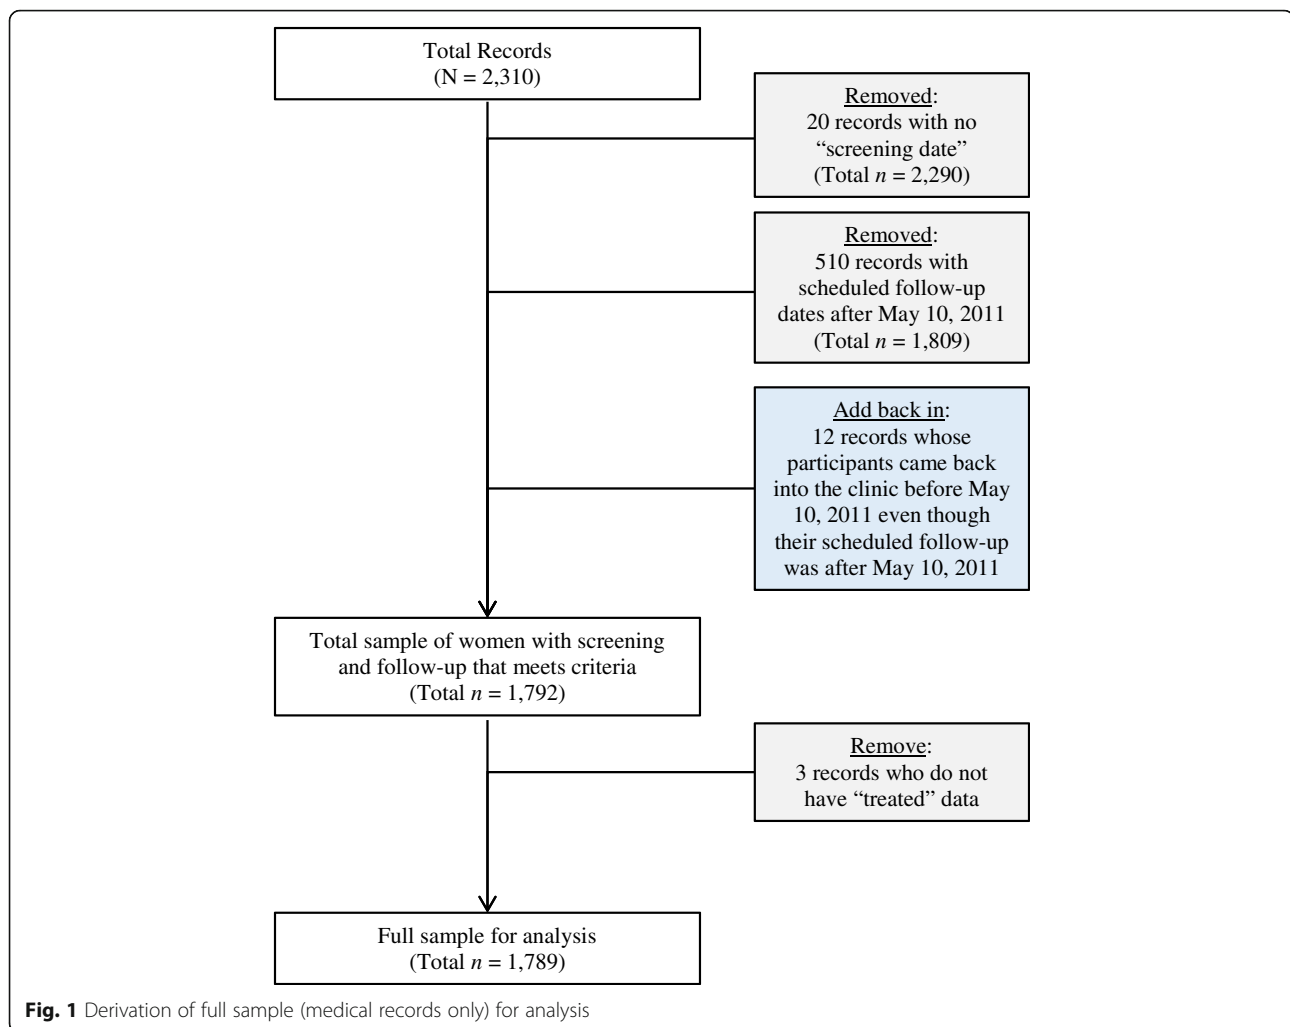 Total Records
(N = 2,310)
Removed:
20 records with no
“screening date”
(Total n = 2,290)
Removed:
510 records with
scheduled follow-up
dates after May 10, 2011
(Total n = 1,809)
Add back in:
12 records whose
participants came back
into the clinic before May
10, 2011 even though
their scheduled follow-up
was after May 10, 2011
Total sample of women with screening
and follow-up that meets criteria
(Total n = 1,792)
Remove:
3 records who do not
have “treated” data
Full sample for analysis
(Total n = 1,789)
Fig. 1 Derivation of full sample (medical records only) for analysis